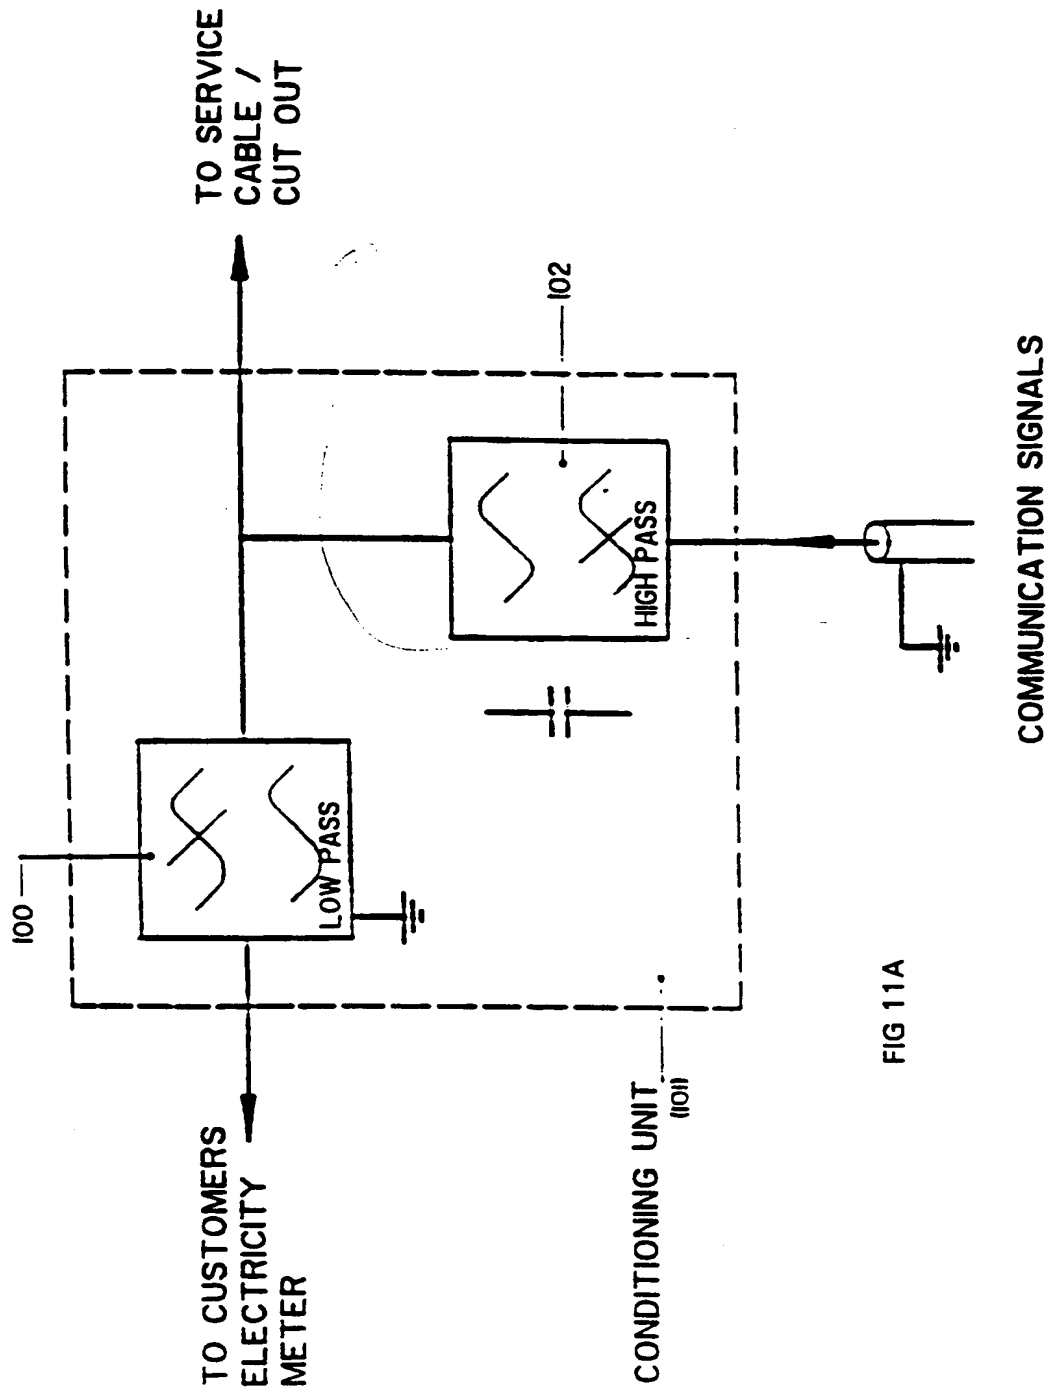 100
TO SERVICE
CABLE /
CUT OUT
LOW PASS
102
HIGH PASS
TO CUSTOMERS
ELECTRICITY
METER
CONDITIONING UNIT
(101)
COMMUNICATION SIGNALS
FIG 11A